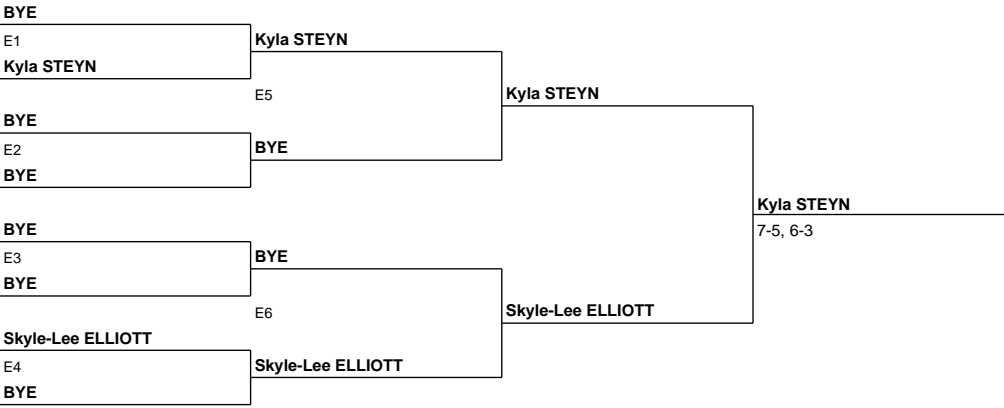 BYE
E1
Kyla STEYN
Kyla STEYN
E5
Kyla STEYN
BYE
E2
BYE
BYE
Kyla STEYN
7-5, 6-3
BYE
E3
BYE
BYE
E6
Skyle-Lee ELLIOTT
Skyle-Lee ELLIOTT
E4
Skyle-Lee ELLIOTT
BYE